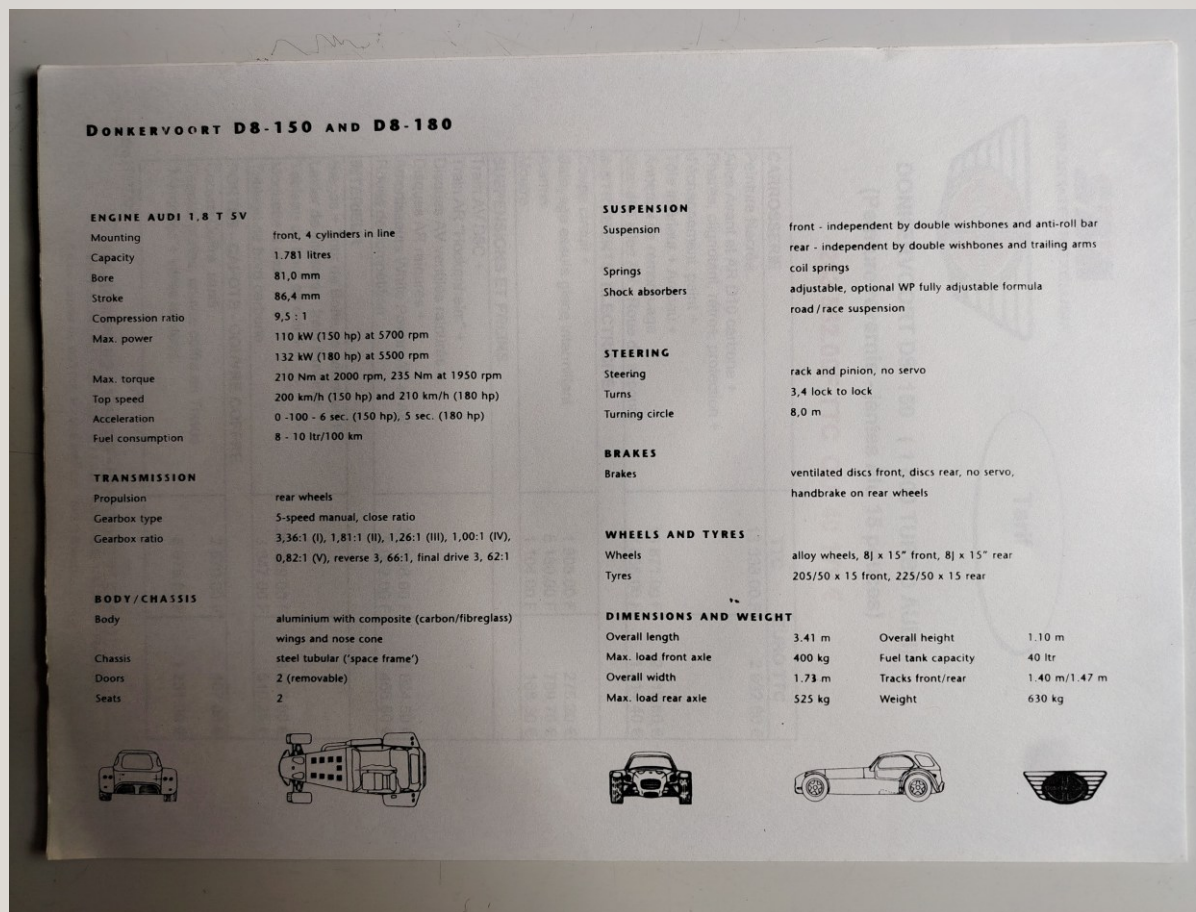 DONKERVOORT D8-150 AND D8-180
ENGINE AUDI 1,8 T 5V
Mounting front, 4 cylinders in line
Capacity 1.781 litres
Bore 81,0 mm
Stroke 86,4 mm
Compression ratio 9,5 : 1
Max. power 110 kW (150 hp) at 5700 rpm
132 kW (180 hp) at 5500 rpm
Max. torque 210 Nm at 2000 rpm, 235 Nm at 1950 rpm
Top speed 200 km/h (150 hp) and 210 km/h (180 hp)
Acceleration 0 -100 - 6 sec. (150 hp), 5 sec. (180 hp)
Fuel consumption 8 - 10 ltr/100 km
TRANSMISSION
Propulsion rear wheels
Gearbox type 5-speed manual, close ratio
Gearbox ratio 3,36:1 (I), 1,81:1 (II), 1,26:1 (III), 1,00:1 (IV),
0,82:1 (V), reverse 3, 66:1, final drive 3, 62:1
BODY/CHASSIS
Body aluminium with composite (carbon/fibreglass)
wings and nose cone
Chassis steel tubular ('space frame')
Doors 2 (removable)
Seats 2
SUSPENSION
Suspension front - independent by double wishbones and anti-roll bar
rear - independent by double wishbones and trailing arms
Springs coil springs
Shock absorbers adjustable, optional WP fully adjustable formula
road/race suspension
STEERING
Steering rack and pinion, no servo
Turns 3,4 lock to lock
Turning circle 8,0 m
BRAKES
Brakes ventilated discs front, discs rear, no servo,
handbrake on rear wheels
WHEELS AND TYRES
Wheels alloy wheels, 8J x 15" front, 8J x 15" rear
Tyres 205/50 x 15 front, 225/50 x 15 rear
DIMENSIONS AND WEIGHT
Overall length 3.41 m Overall height 1.10 m
Max. load front axle 400 kg Fuel tank capacity 40 ltr
Overall width 1.73 m Tracks front/rear 1.40 m/1.47 m
Max. load rear axle 525 kg Weight 630 kg